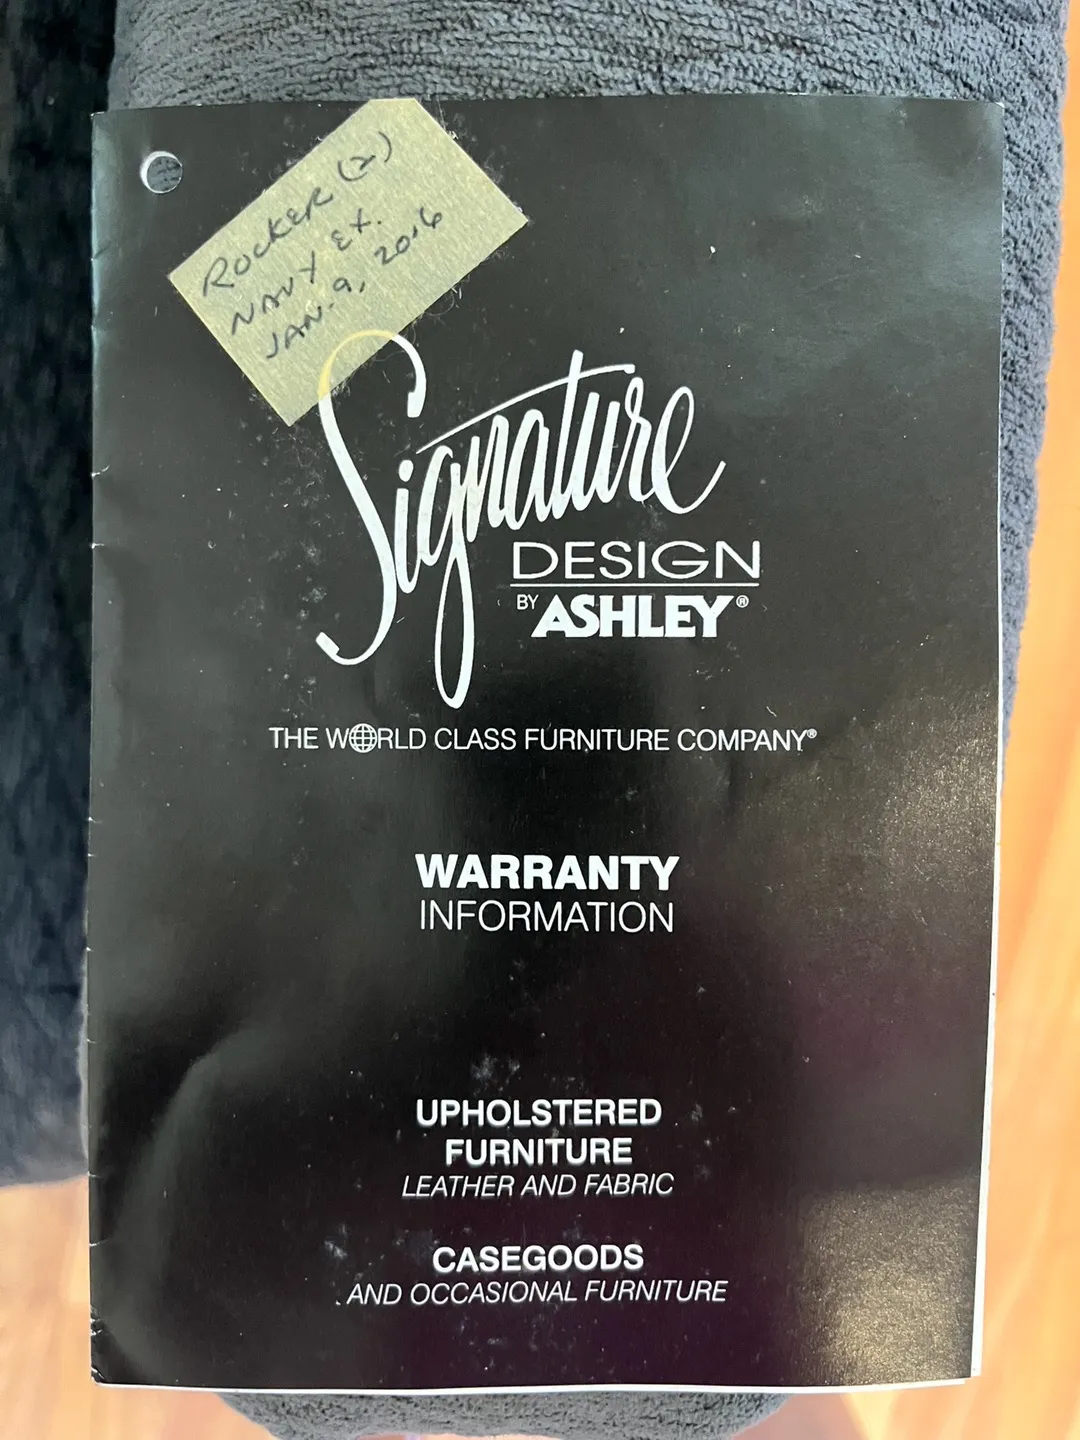 ROCKER (2)
NAVY EX.
JAN. 9, 2016
Signature
DESIGN
BY ASHLEY®
THE WORLD CLASS FURNITURE COMPANY®
WARRANTY
INFORMATION
UPHOLSTERED
FURNITURE
LEATHER AND FABRIC
CASEGOODS
AND OCCASIONAL FURNITURE